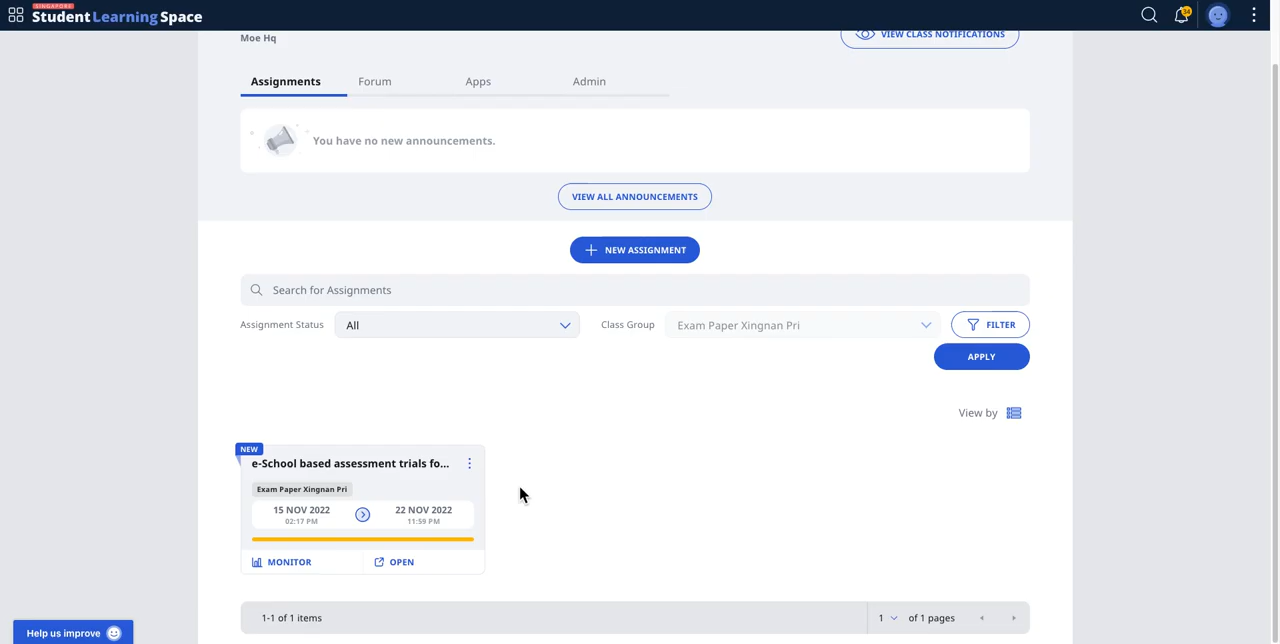 SINGAPORE
Student Learning Space
34
Moe Hq
VIEW CLASS NOTIFICATIONS
Assignments Forum Apps Admin
You have no new announcements.
VIEW ALL ANNOUNCEMENTS
+ NEW ASSIGNMENT
Search for Assignments
Assignment Status All Class Group Exam Paper Xingnan Pri FILTER
APPLY
View by
NEW
e-School based assessment trials fo...
Exam Paper Xingnan Pri
15 NOV 2022 22 NOV 2022
02:17 PM 11:59 PM
MONITOR OPEN
1-1 of 1 items 1 of 1 pages
Help us improve